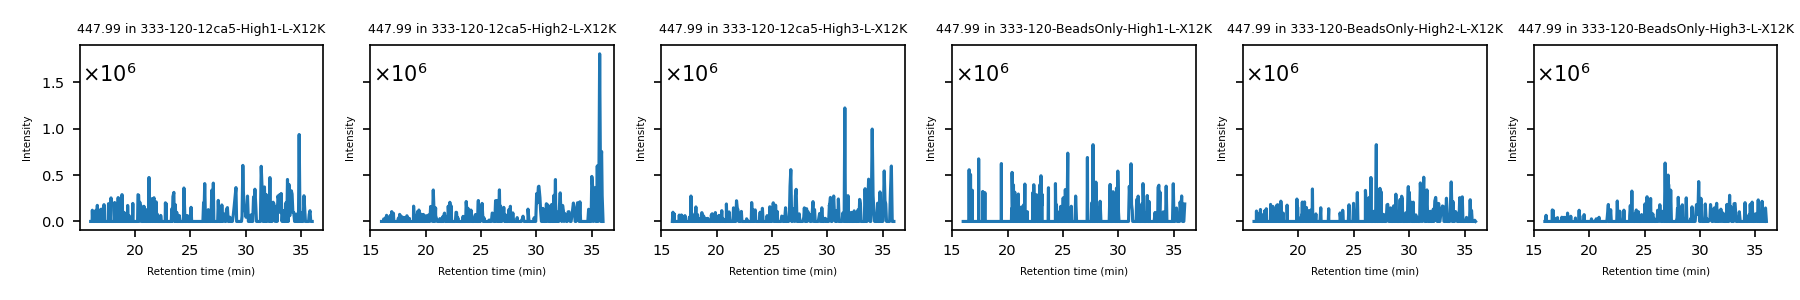 447.99 in 333-120-12ca5-High1-L-X12K
447.99 in 333-120-12ca5-High2-L-X12K
447.99 in 333-120-12ca5-High3-L-X12K
447.99 in 333-120-BeadsOnly-High1-L-X12K
447.99 in 333-120-BeadsOnly-High2-L-X12K
447.99 in 333-120-BeadsOnly-High3-L-X12K
×10⁶
×10⁶
×10⁶
×10⁶
×10⁶
×10⁶
1.5
1.0
0.5
0.0
Intensity
Intensity
Intensity
Intensity
Intensity
Intensity
20 25 30 35
15 20 25 30 35
15 20 25 30 35
15 20 25 30 35
20 25 30 35
15 20 25 30 35
Retention time (min)
Retention time (min)
Retention time (min)
Retention time (min)
Retention time (min)
Retention time (min)